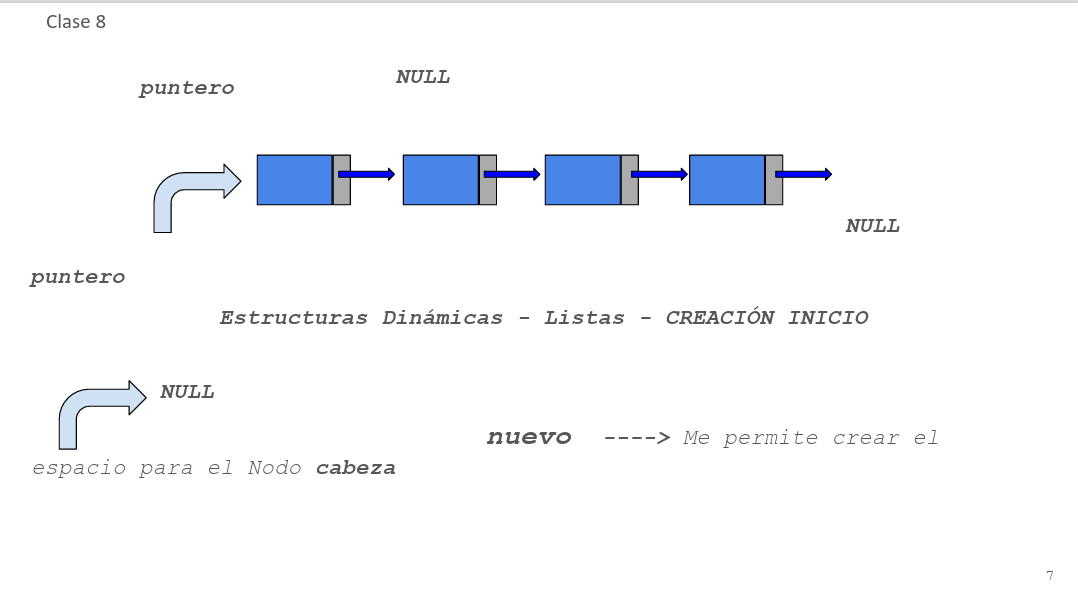 Clase 8
NULL
puntero
NULL
puntero
Estructuras Dinámicas - Listas - CREACIÓN INICIO
NULL
nuevo ----> Me permite crear el
espacio para el Nodo cabeza
7